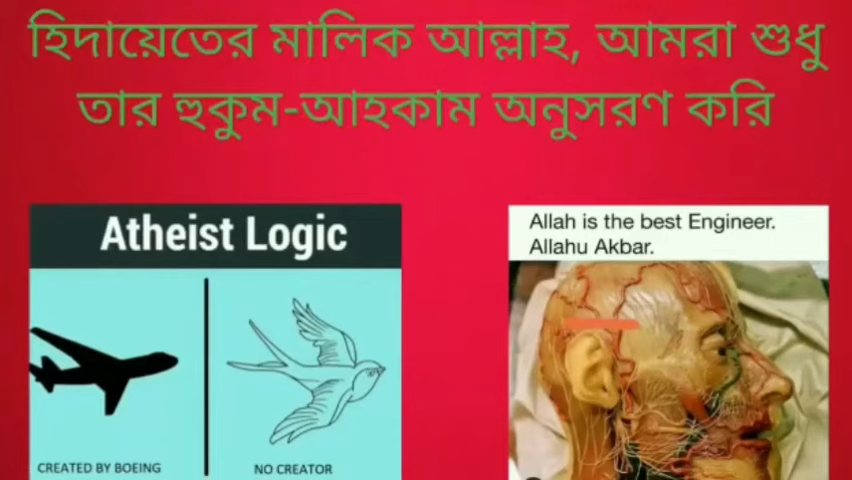 হিদায়েতের মালিক আল্লাহ, আমরা শুধু
তার হুকুম-আহকাম অনুসরণ করি
Atheist Logic
CREATED BY BOEING
NO CREATOR
Allah is the best Engineer.
Allahu Akbar.